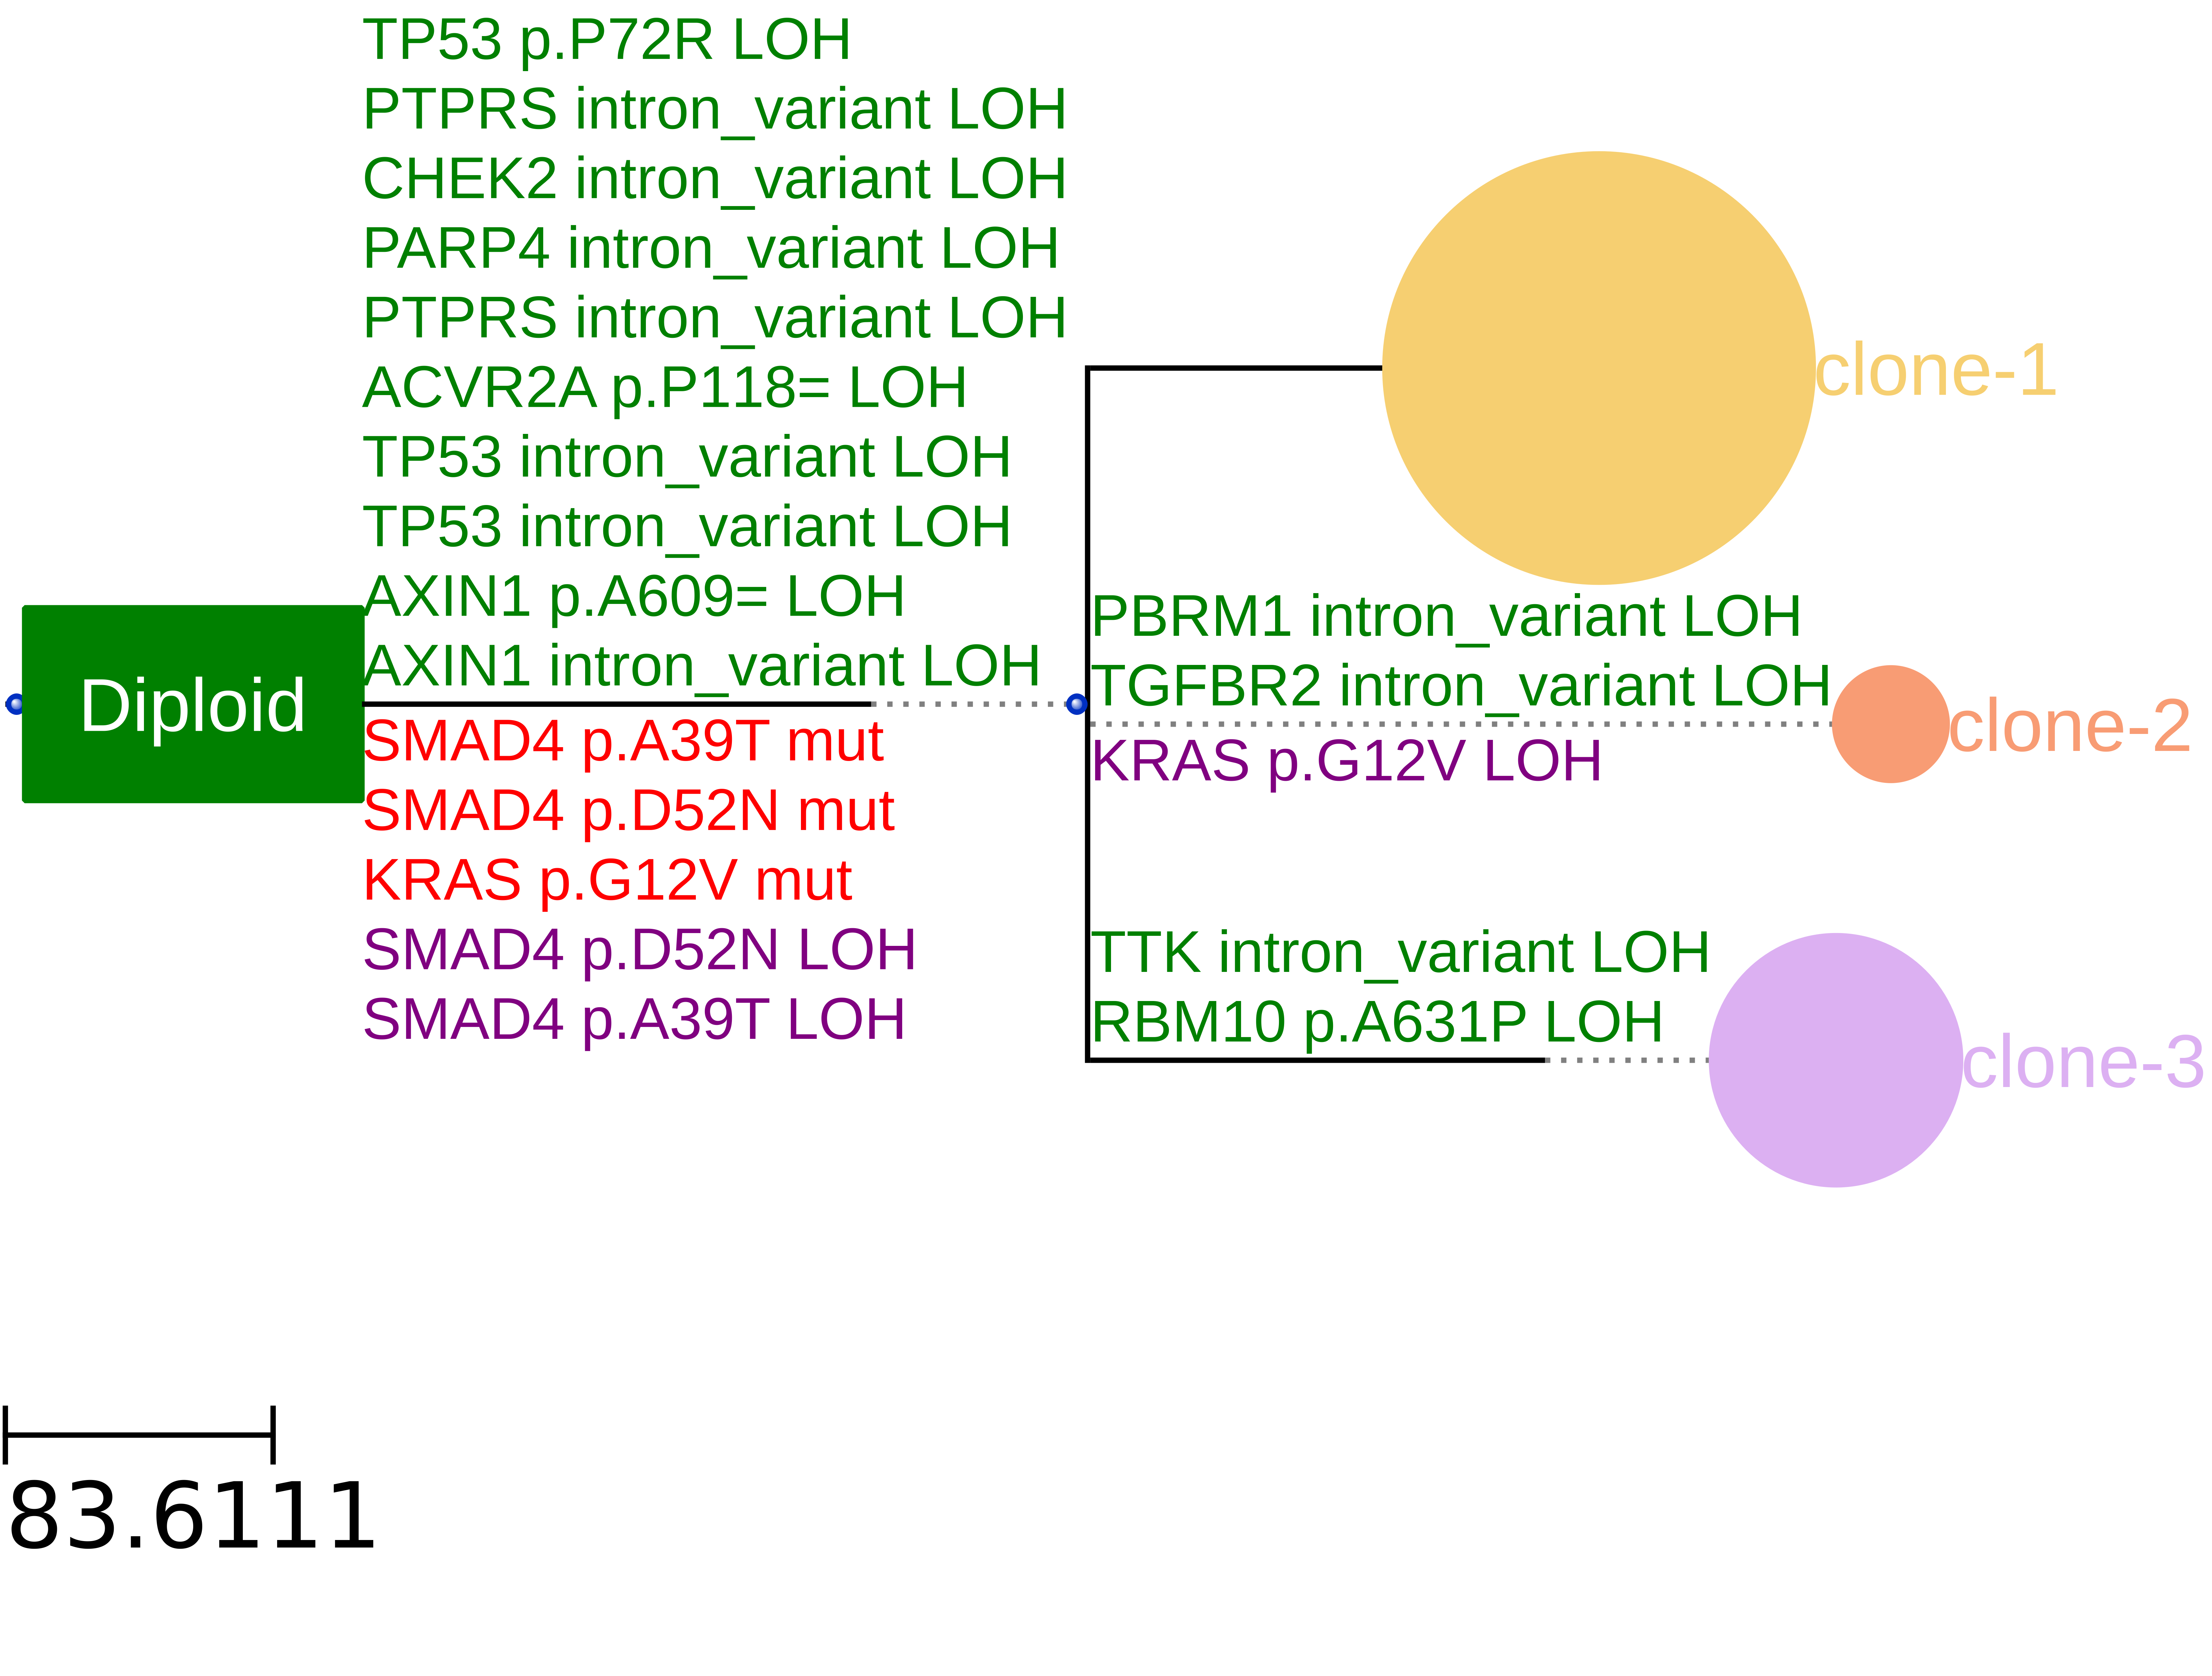 TP53 p.P72R LOH
PTPRS intron_variant LOH
CHEK2 intron_variant LOH
PARP4 intron_variant LOH
PTPRS intron_variant LOH
ACVR2A p.P118= LOH
TP53 intron_variant LOH
TP53 intron_variant LOH
AXIN1 p.A609= LOH
AXIN1 intron_variant LOH
Diploid
SMAD4 p.A39T mut
SMAD4 p.D52N mut
KRAS p.G12V mut
SMAD4 p.D52N LOH
SMAD4 p.A39T LOH
clone-1
PBRM1 intron_variant LOH
TGFBR2 intron_variant LOH
clone-2
KRAS p.G12V LOH
TTK intron_variant LOH
RBM10 p.A631P LOH
clone-3
83.6111